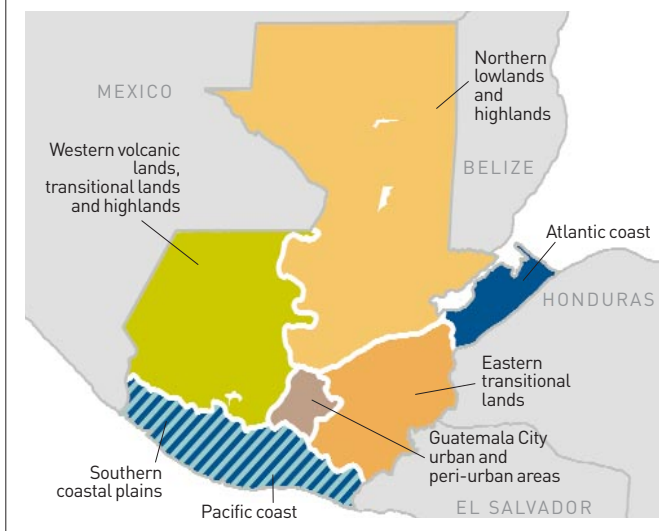 Northern
lowlands
and
highlands
MEXICO
Western volcanic
lands,
transitional lands
and highlands
BELIZE
Atlantic coast
HONDURAS
Eastern
transitional
lands
Guatemala City
urban and
peri-urban areas
Southern
coastal plains
Pacific coast
EL SALVADOR